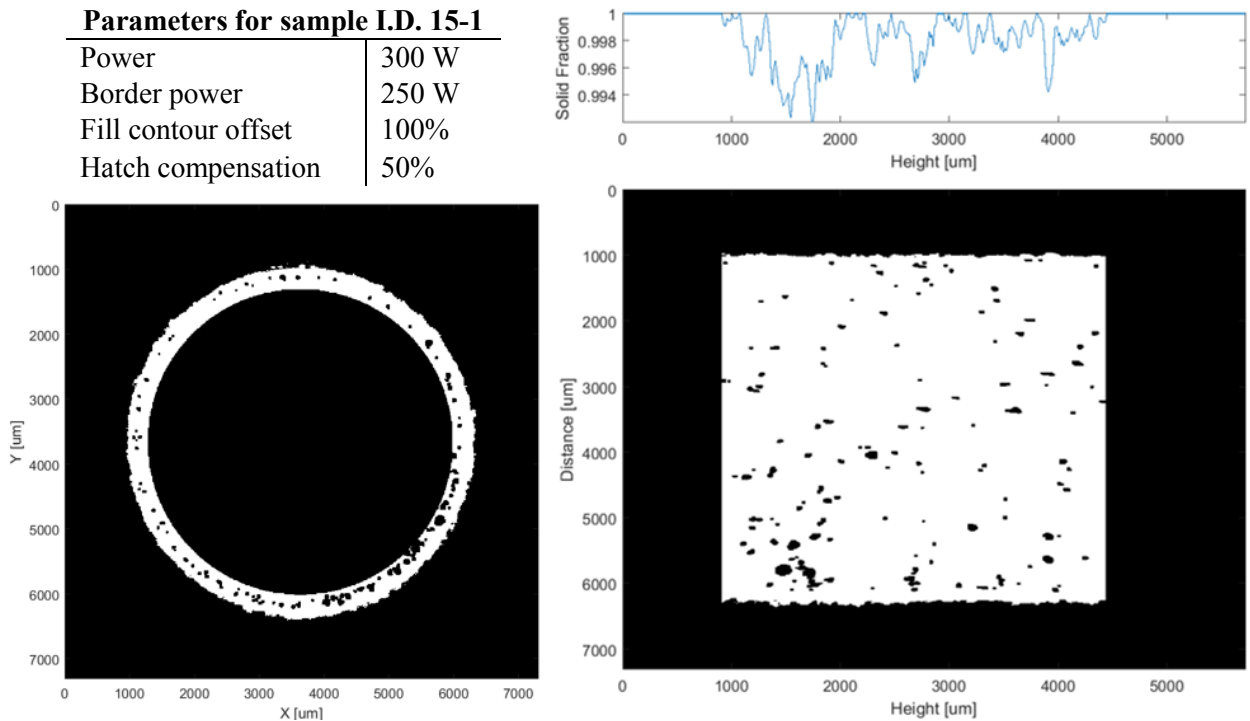 Parameters for sample I.D. 15-1
Power 300 W
Border power 250 W
Fill contour offset 100%
Hatch compensation 50%
Solid Fraction
1
0.998
0.996
0.994
0 1000 2000 3000 4000 5000
Height [um]
Y [um]
0
1000
2000
3000
4000
5000
6000
7000
0 1000 2000 3000 4000 5000 6000 7000
X [um]
Distance [um]
0
1000
2000
3000
4000
5000
6000
7000
0 1000 2000 3000 4000 5000
Height [um]